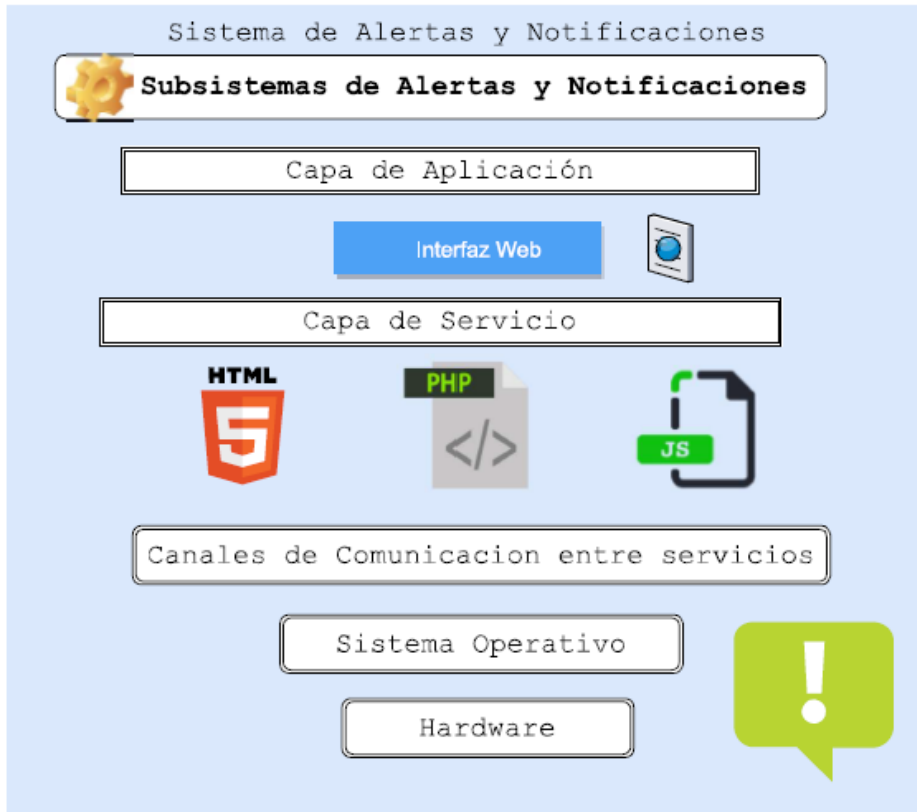 Sistema de Alertas y Notificaciones
Subsistemas de Alertas y Notificaciones
Capa de Aplicación
Interfaz Web
Capa de Servicio
HTML
5
PHP
</>
JS
Canales de Comunicacion entre servicios
Sistema Operativo
!
Hardware